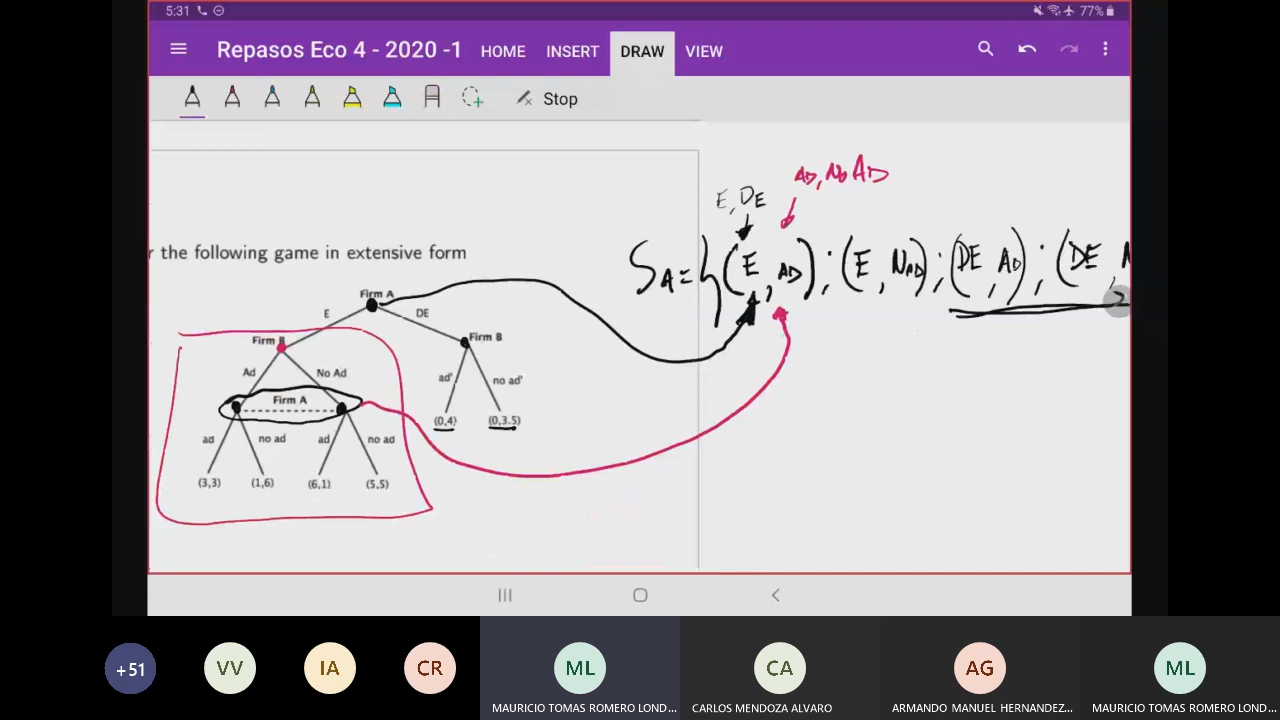 5:31
77%
Repasos Eco 4 - 2020 -1 HOME INSERT DRAW VIEW
Stop
AD, No AD
E, DE
r the following game in extensive form
S_A = { (E, AD) ; (E, NAD) ; (DE, AD) ; (DE, N
Firm A
E DE
Firm B Firm B
Ad No Ad ad' no ad'
Firm A
(0,4) (0,3.5)
ad no ad ad no ad
(3,3) (1,6) (6,1) (5,5)
+51 VV IA CR ML CA AG ML
MAURICIO TOMAS ROMERO LOND... CARLOS MENDOZA ALVARO ARMANDO MANUEL HERNANDEZ... MAURICIO TOMAS ROMERO LOND...